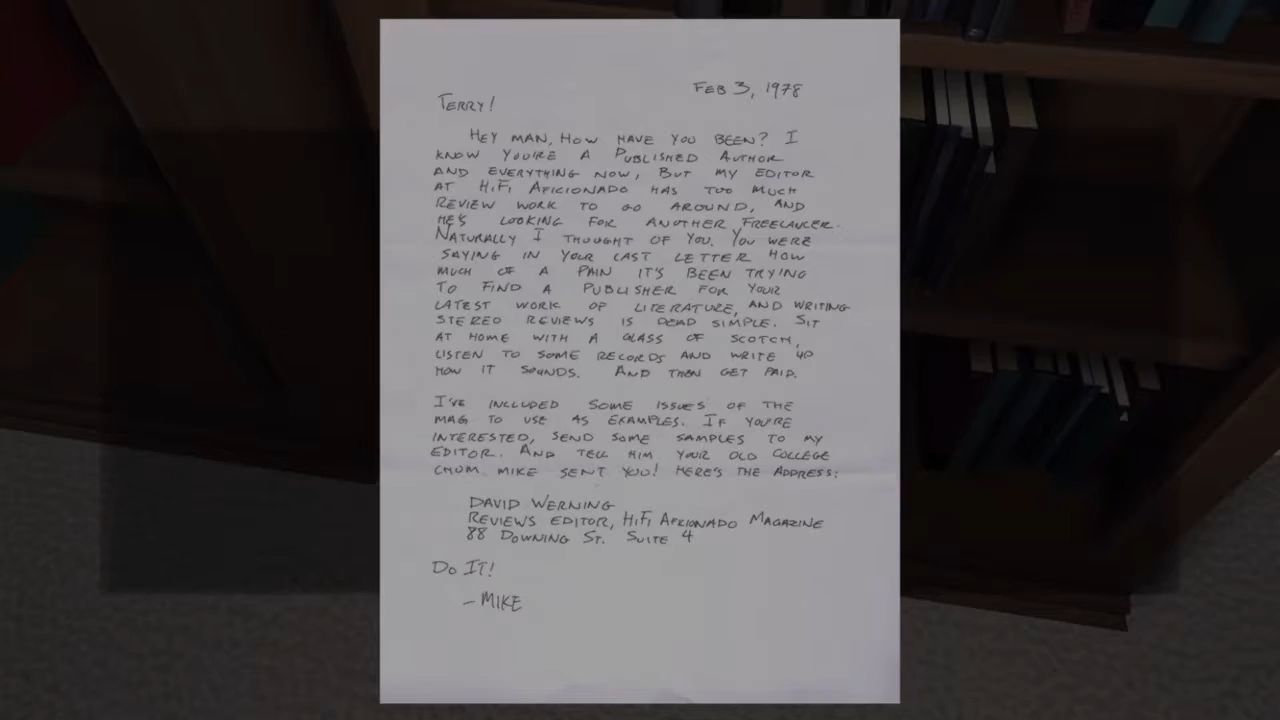 FEB 3, 1978
TERRY!
HEY MAN, HOW HAVE YOU BEEN? I
KNOW YOU'RE A PUBLISHED AUTHOR
AND EVERYTHING NOW, BUT MY EDITOR
AT HIFI AFICIONADO HAS TOO MUCH
REVIEW WORK TO GO AROUND, AND
HE'S LOOKING FOR ANOTHER FREELANCER.
NATURALLY I THOUGHT OF YOU. YOU WERE
SAYING IN YOUR LAST LETTER HOW
MUCH OF A PAIN IT'S BEEN TRYING
TO FIND A PUBLISHER FOR YOUR
LATEST WORK OF LITERATURE, AND WRITING
STEREO REVIEWS IS DEAD SIMPLE. SIT
AT HOME WITH A GLASS OF SCOTCH,
LISTEN TO SOME RECORDS AND WRITE UP
HOW IT SOUNDS. AND THEN GET PAID.
I'VE INCLUDED SOME ISSUES OF THE
MAG TO USE AS EXAMPLES. IF YOU'RE
INTERESTED, SEND SOME SAMPLES TO MY
EDITOR. AND TELL HIM YOUR OLD COLLEGE
CHUM MIKE SENT YOU! HERE'S THE ADDRESS:
DAVID WERNING
REVIEWS EDITOR, HIFI AFICIONADO MAGAZINE
88 DOWNING ST. SUITE 4
DO IT!
– MIKE